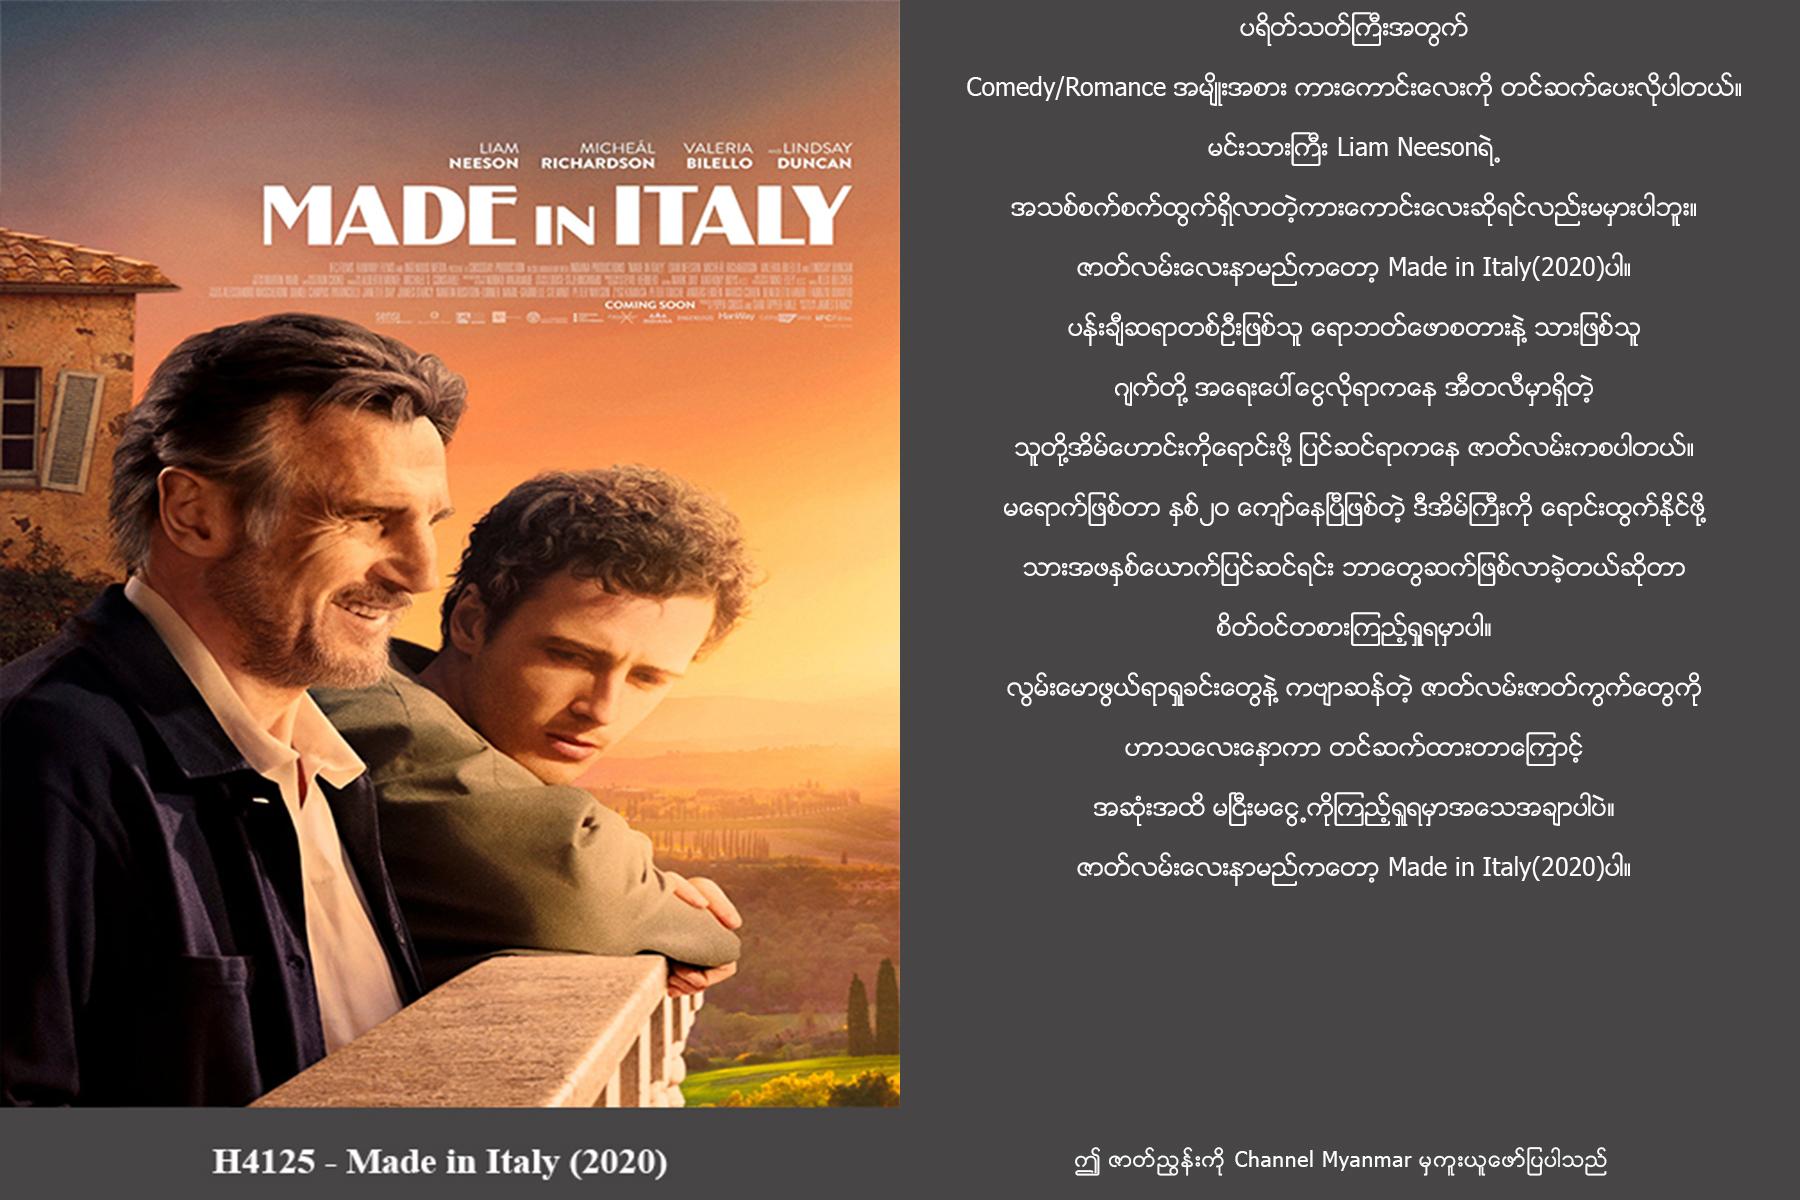 LIAM NEESON MICHEÁL RICHARDSON VALERIA BILELLO AND LINDSAY DUNCAN
MADE IN ITALY
COMING SOON
H4125 - Made in Italy (2020)
ပရိတ်သတ်ကြီးအတွက်
Comedy/Romance အမျိုးအစား ကားကောင်းလေးကို တင်ဆက်ပေးလိုပါတယ်။
မင်းသားကြီး Liam Neesonရဲ့
အသစ်စက်စက်ထွက်ရှိလာတဲ့ကားကောင်းလေးဆိုရင်လည်းမမှားပါဘူး။
ဇာတ်လမ်းလေးနာမည်ကတော့ Made in Italy(2020)ပါ။
ပန်းချီဆရာတစ်ဦးဖြစ်သူ ရောဘတ်ဖောစတားနဲ့ သားဖြစ်သူ
ဂျက်တို့ အရေးပေါ်ငွေလိုရာကနေ အီတလီမှာရှိတဲ့
သူတို့အိမ်ဟောင်းကိုရောင်းဖို့ ပြင်ဆင်ရာကနေ ဇာတ်လမ်းကစပါတယ်။
မရောက်ဖြစ်တာ နှစ်၂၀ ကျော်နေပြီဖြစ်တဲ့ ဒီအိမ်ကြီးကို ရောင်းထွက်နိုင်ဖို့
သားအဖနှစ်ယောက်ပြင်ဆင်ရင်း ဘာတွေဆက်ဖြစ်လာခဲ့တယ်ဆိုတာ
စိတ်ဝင်တစားကြည့်ရှုရမှာပါ။
လွမ်းမောဖွယ်ရာရှုခင်းတွေနဲ့ ကဗျာဆန်တဲ့ ဇာတ်လမ်းဇာတ်ကွက်တွေကို
ဟာသလေးနှောကာ တင်ဆက်ထားတာကြောင့်
အဆုံးအထိ မငြီးမငွေ့ကိုကြည့်ရှုရမှာအသေအချာပါပဲ။
ဇာတ်လမ်းလေးနာမည်ကတော့ Made in Italy(2020)ပါ။
ဤ ဇာတ်ညွှန်းကို Channel Myanmar မှကူးယူဖော်ပြပါသည်